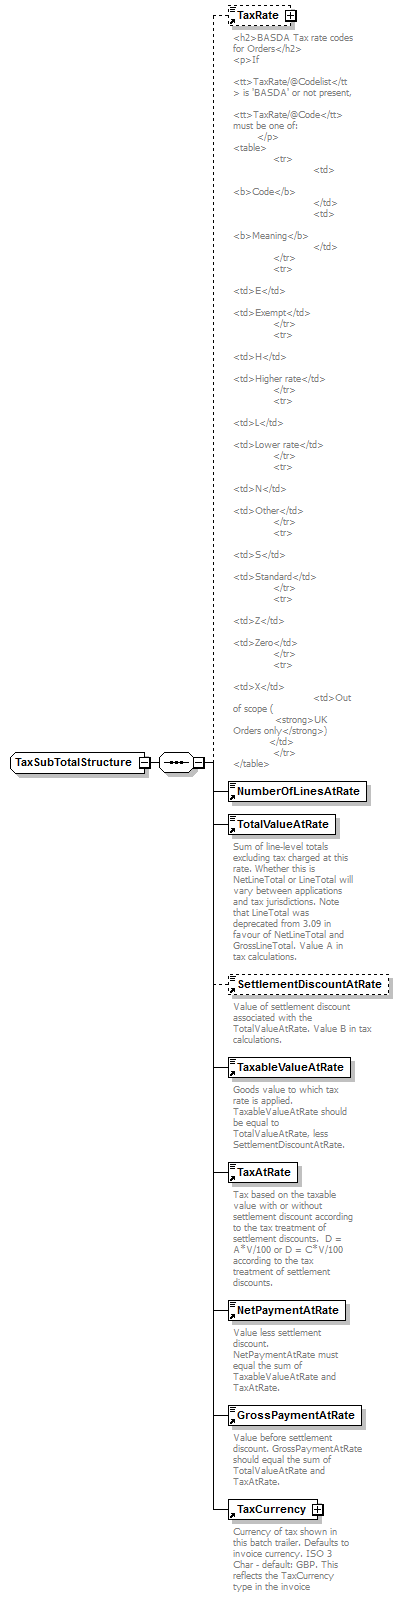 TaxRate
<h2>BASDA Tax rate codes
for Orders</h2>
<p>If
<tt>TaxRate/@Codelist</tt
> is 'BASDA' or not present,
<tt>TaxRate/@Code</tt>
must be one of:
</p>
<table>
<tr>
<td>
<b>Code</b>
</td>
<td>
<b>Meaning</b>
</td>
</tr>
<tr>
<td>E</td>
<td>Exempt</td>
</tr>
<tr>
<td>H</td>
<td>Higher rate</td>
</tr>
<tr>
<td>L</td>
<td>Lower rate</td>
</tr>
<tr>
<td>N</td>
<td>Other</td>
</tr>
<tr>
<td>S</td>
<td>Standard</td>
</tr>
<tr>
<td>Z</td>
<td>Zero</td>
</tr>
<tr>
<td>X</td>
<td>Out
of scope (
<strong>UK
Orders only</strong>)
</td>
</tr>
</table>
TaxSubTotalStructure
NumberOfLinesAtRate
TotalValueAtRate
Sum of line-level totals
excluding tax charged at this
rate. Whether this is
NetLineTotal or LineTotal will
vary between applications
and tax jurisdictions. Note
that LineTotal was
deprecated from 3.09 in
favour of NetLineTotal and
GrossLineTotal. Value A in
tax calculations.
SettlementDiscountAtRate
Value of settlement discount
associated with the
TotalValueAtRate. Value B in tax
calculations.
TaxableValueAtRate
Goods value to which tax
rate is applied.
TaxableValueAtRate should
be equal to
TotalValueAtRate, less
SettlementDiscountAtRate.
TaxAtRate
Tax based on the taxable
value with or without
settlement discount according
to the tax treatment of
settlement discounts.  D =
A*V/100 or D = C*V/100
according to the tax
treatment of settlement
discounts.
NetPaymentAtRate
Value less settlement
discount.
NetPaymentAtRate must
equal the sum of
TaxableValueAtRate and
TaxAtRate.
GrossPaymentAtRate
Value before settlement
discount. GrossPaymentAtRate
should equal the sum of
TotalValueAtRate and
TaxAtRate.
TaxCurrency
Currency of tax shown in
this batch trailer. Defaults to
invoice currency. ISO 3
Char - default: GBP. This
reflects the TaxCurrency
type in the invoice